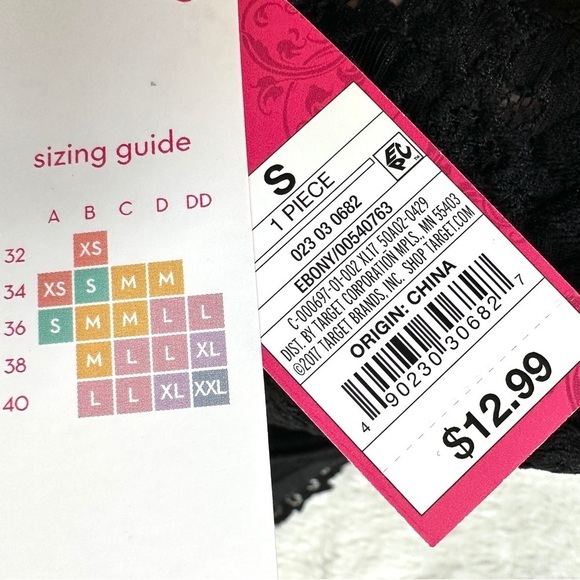 sizing guide
A B C D DD
32 XS
34 XS S M M
36 S M M L L
38 M L L XL
40 L L XL XXL
S
1 PIECE
EPC™
023 03 0682
EBONY/00540763
C-000697-01-002 XLIT 50A02-0429
DIST. BY TARGET CORPORATION MPLS., MN 55403
©2017 TARGET BRANDS, INC. SHOP TARGET.COM
ORIGIN: CHINA
4 90230 30682 7
$12.99